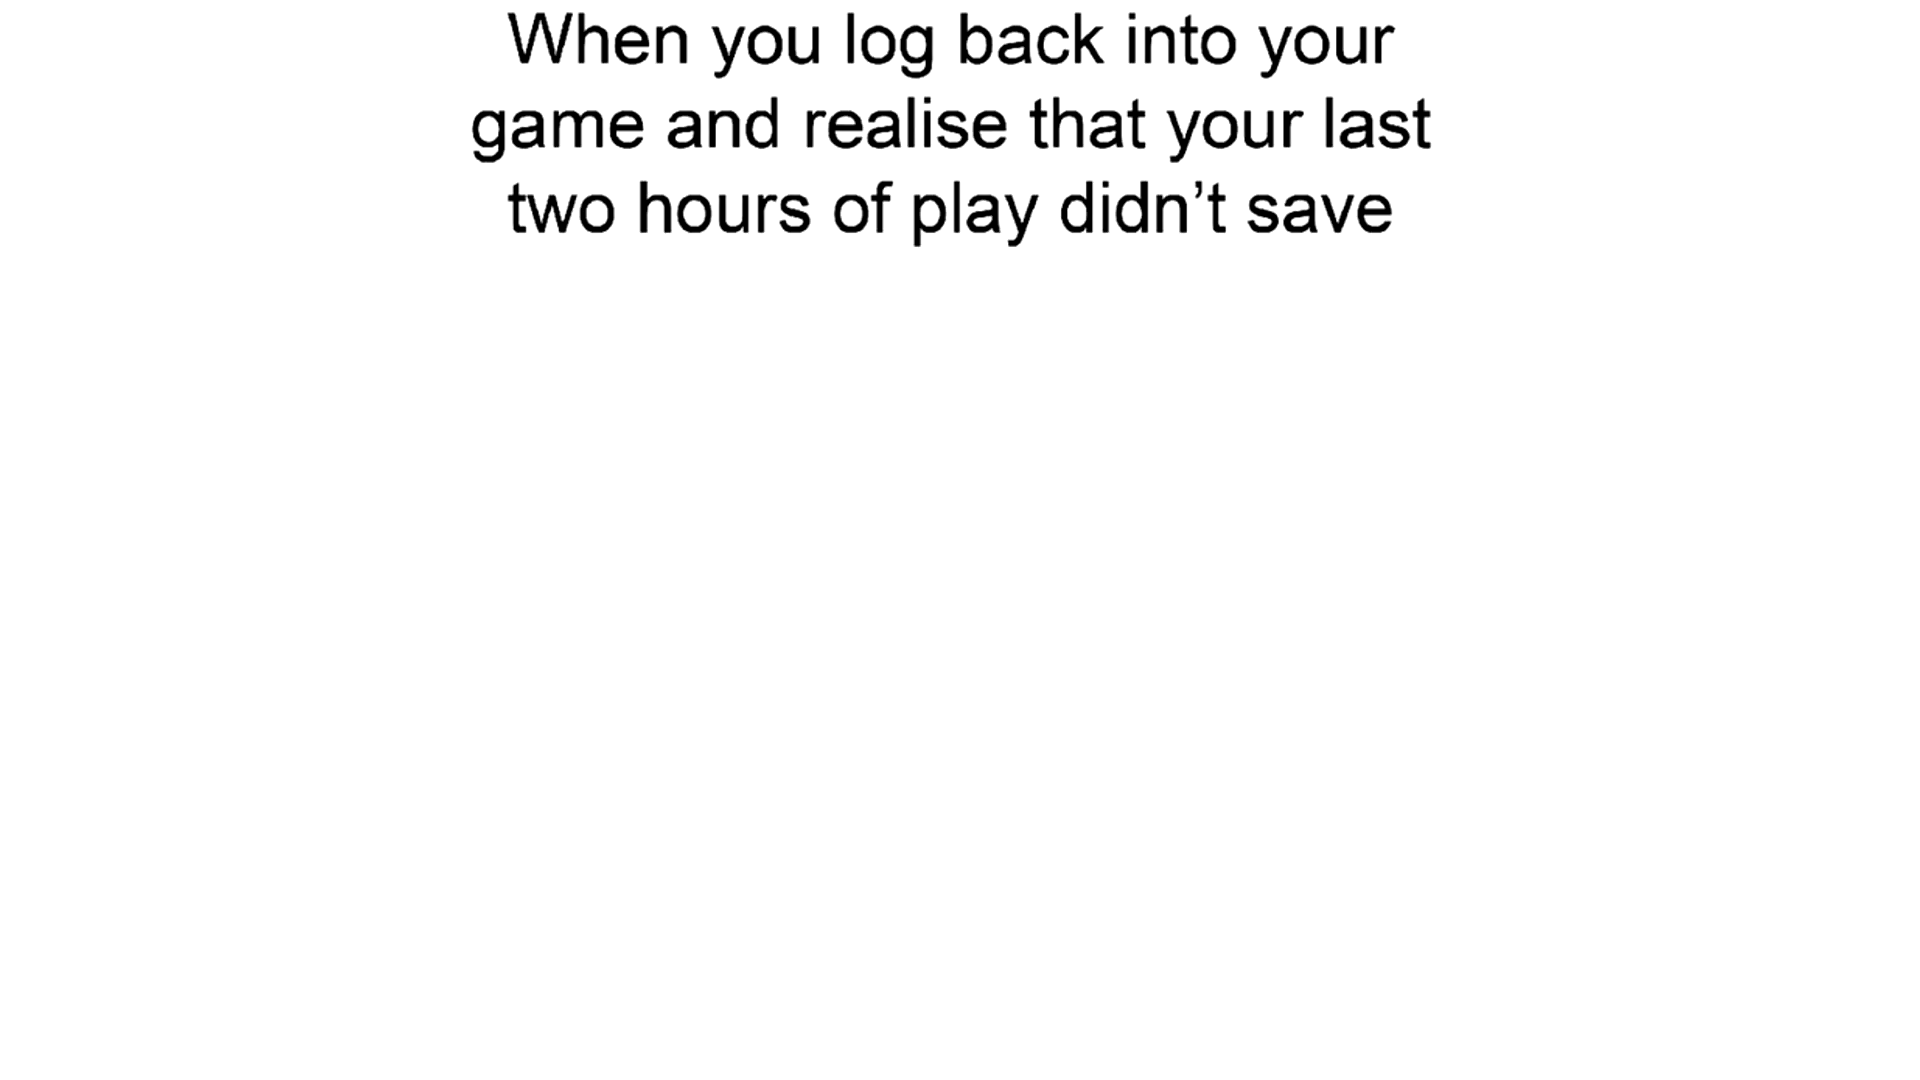 When you log back into your
game and realise that your last
two hours of play didn’t save